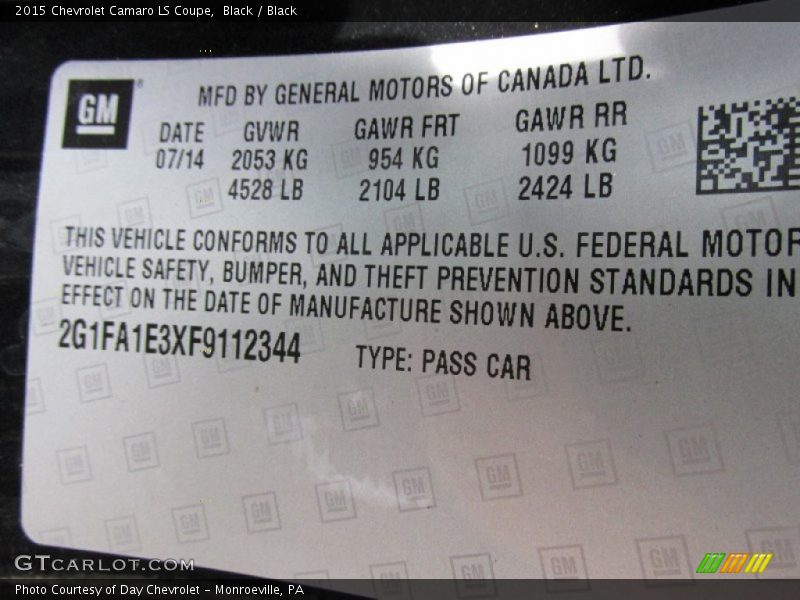 2015 Chevrolet Camaro LS Coupe, Black / Black
GM
MFD BY GENERAL MOTORS OF CANADA LTD.
DATE GVWR GAWR FRT GAWR RR
07/14 2053 KG 954 KG 1099 KG
4528 LB 2104 LB 2424 LB
THIS VEHICLE CONFORMS TO ALL APPLICABLE U.S. FEDERAL MOTOR
VEHICLE SAFETY, BUMPER, AND THEFT PREVENTION STANDARDS IN
EFFECT ON THE DATE OF MANUFACTURE SHOWN ABOVE.
2G1FA1E3XF9112344 TYPE: PASS CAR
GTCARLOT.COM
Photo Courtesy of Day Chevrolet - Monroeville, PA